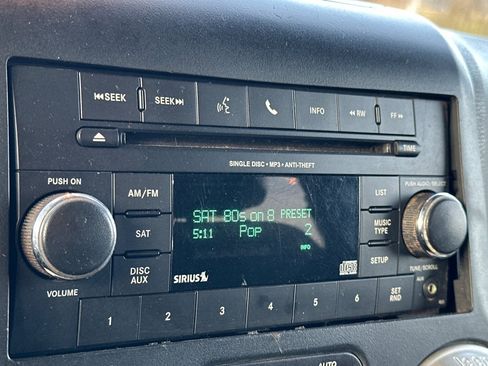 ⏮SEEK SEEK⏭ INFO ◀◀ RW FF ▶▶
TIME
SINGLE DISC • MP3 • ANTI-THEFT
PUSH ON PUSH AUDIO/SELECT
AM/FM LIST
SAT 80s on 8 PRESET
SAT 5:11 POP 2 MUSIC TYPE
INFO
DISC AUX SIRIUS SETUP
VOLUME TUNE/SCROLL
1 2 3 4 5 6 SET RND
AUX
AUTO